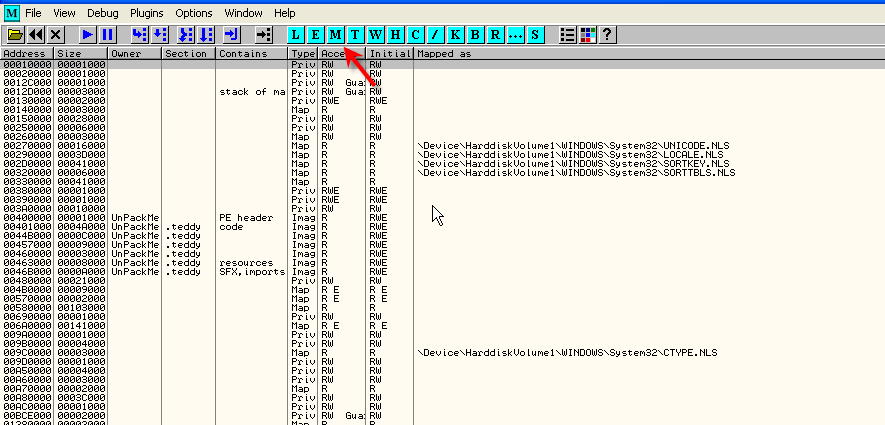 M File View Debug Plugins Options Window Help
L E M T W H C / K B R ... S ?
Address Size Owner Section Contains Type Acce Initial Mapped as
00010000 00001000 Priv RW RW
00020000 00001000 Priv RW RW
0012C000 00001000 Priv RW Gua: RW
0012D000 00003000 stack of ma Priv RW Gua: RW
00130000 00002000 Priv RWE RWE
00140000 00003000 Map R R
00150000 00028000 Priv RW RW
00250000 00006000 Priv RW RW
00260000 00003000 Map RW RW
00270000 00016000 Map R R \Device\HarddiskVolume1\WINDOWS\System32\UNICODE.NLS
00290000 0003D000 Map R R \Device\HarddiskVolume1\WINDOWS\System32\LOCALE.NLS
002D0000 00041000 Map R R \Device\HarddiskVolume1\WINDOWS\System32\SORTKEY.NLS
00320000 00006000 Map R R \Device\HarddiskVolume1\WINDOWS\System32\SORTTBLS.NLS
00330000 00041000 Map R R
00380000 00001000 Priv RWE RWE
00390000 00001000 Priv RWE RWE
003A0000 00010000 Priv RW RW
00400000 00001000 UnPackMe PE header Imag R RWE
00401000 0004A000 UnPackMe .teddy code Imag R RWE
0044B000 0000C000 UnPackMe .teddy Imag R RWE
00457000 00009000 UnPackMe .teddy Imag R RWE
00460000 00003000 UnPackMe .teddy Imag R RWE
00463000 00008000 UnPackMe .teddy resources Imag R RWE
0046B000 0000A000 UnPackMe .teddy SFX,imports Imag R RWE
00480000 00021000 Priv RW RW
004B0000 00009000 Map R E R E
00570000 00002000 Map R E R E
00580000 00103000 Map R R
00690000 00001000 Priv RW RW
006A0000 00141000 Map R E R E
009A0000 00001000 Priv RW RW
009B0000 00004000 Priv RW RW
009C0000 00003000 Map R R \Device\HarddiskVolume1\WINDOWS\System32\CTYPE.NLS
009D0000 00001000 Priv RW RW
00A50000 00004000 Priv RW RW
00A60000 00003000 Priv RW RW
00A70000 00002000 Map R R
00A80000 0003C000 Priv RW RW
00AC0000 00001000 Priv RW RW
00BCE000 00002000 Priv RW Gua: RW